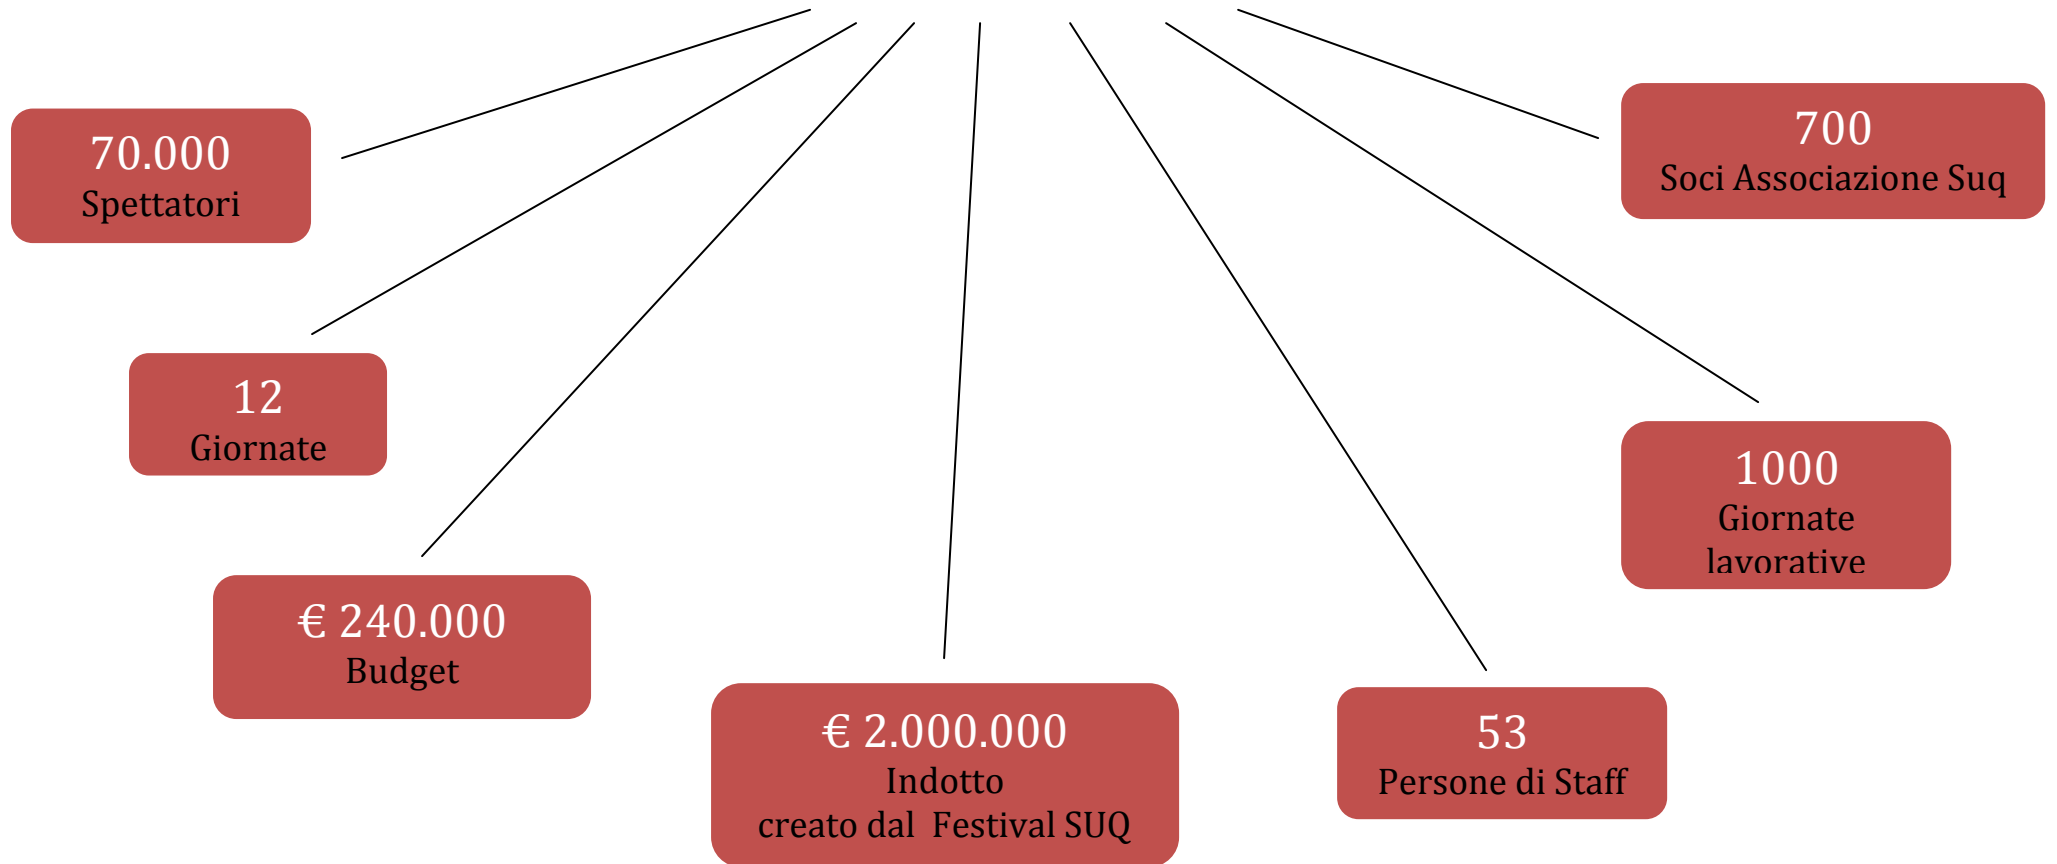 70.000
Spettatori
700
Soci Associazione Suq
12
Giornate
1000
Giornate
lavorative
€ 240.000
Budget
€ 2.000.000
Indotto
creato dal Festival SUQ
53
Persone di Staff